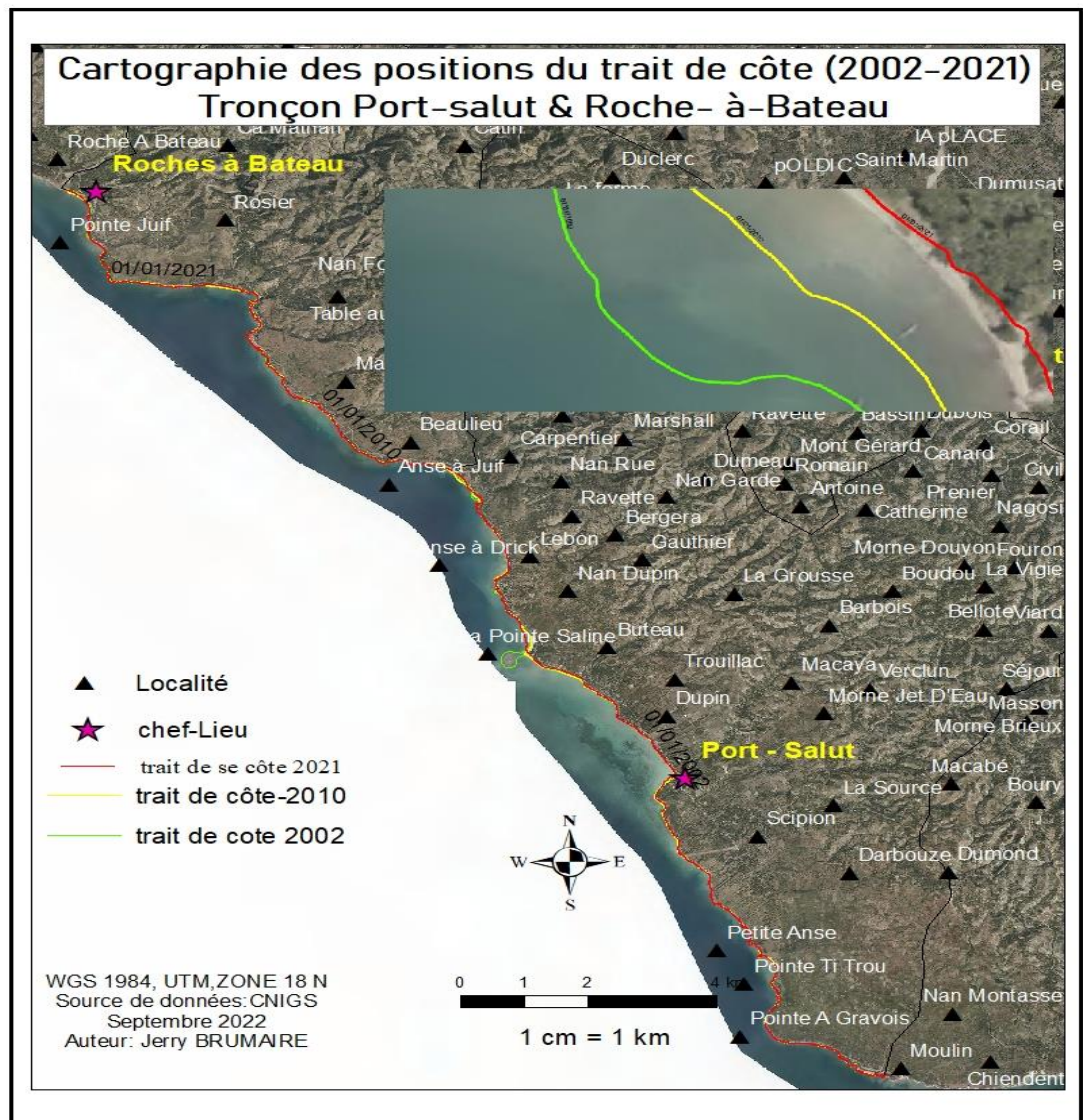 Cartographie des positions du trait de côte (2002-2021)
Tronçon Port-salut & Roche- à-Bateau
IA pLACE
Roche A Bateau
Duclerc
pOLDIC
Saint Martin
Roches à Bateau
Dumusat
Rosier
Pointe Juif
01/01/2021
Marshall
Beaulieu
Carpentier
Mont Gérard
Corail
01/01/2010
Anse à Juif
Nan Rue
Dumeau
Romain
Canard
Civil
Ravette
Nan Garde
Antoine
Prenier
Bergera
Catherine
Nagosi
nse à Drick
Lebon
Gauthier
Morne Douyon
Fouron
Nan Dupin
La Grousse
Boudou
La Vigie
Barbois
Bellote
Viard
a Pointe Saline
Buteau
Trouillac
Macaya
Verclun
Séjour
Localité
Dupin
Morne Jet D'Eau
Masson
Morne Brieux
chef-Lieu
01/01/2002
Port - Salut
Macabé
trait de se côte 2021
La Source
Boury
trait de côte-2010
Scipion
trait de cote 2002
N
W
E
S
Darbouze
Dumond
Petite Anse
Pointe Ti Trou
WGS 1984, UTM,ZONE 18 N
Source de données:CNIGS
Septembre 2022
Auteur: Jerry BRUMAIRE
0 1 2 4 km
1 cm = 1 km
Nan Montasse
Pointe A Gravois
Moulin
Chiendent